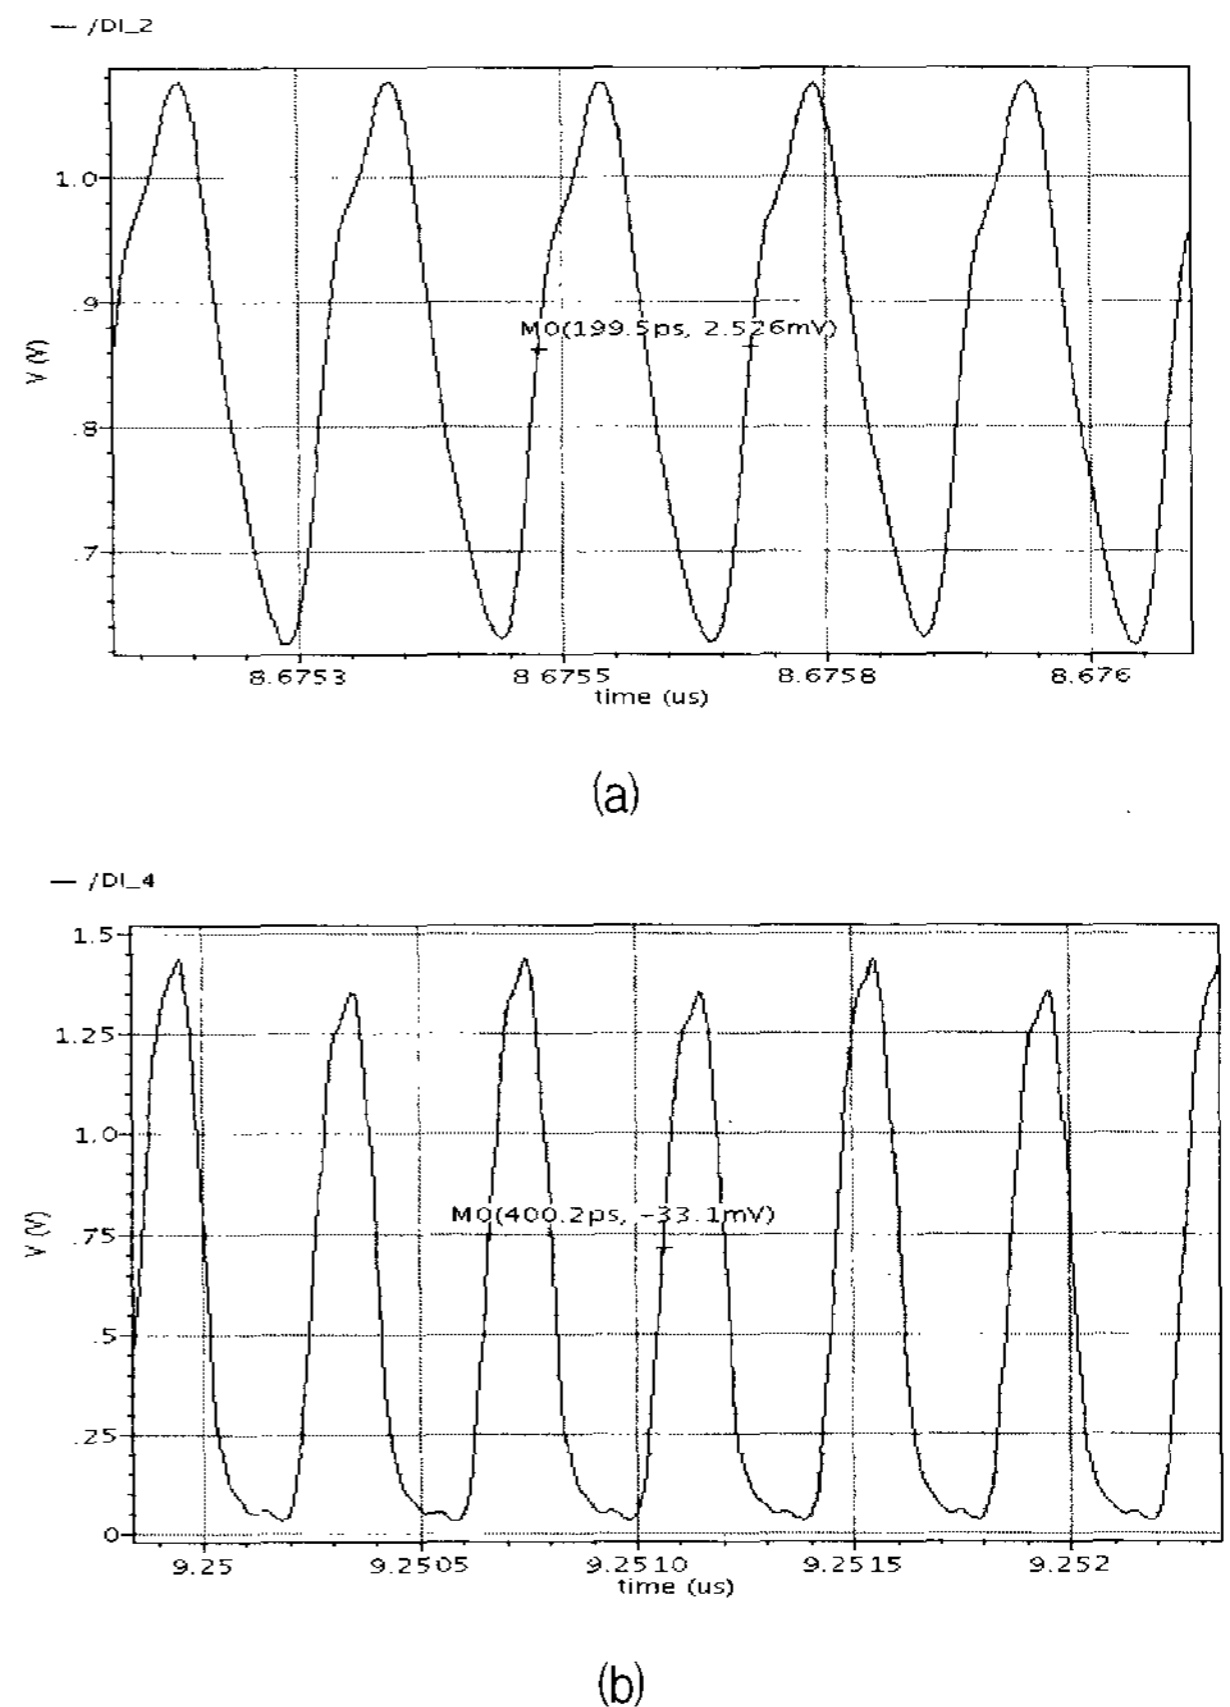 — /DI_2
1.0
.9
M0(199.5ps, 2.526mV)
V (V)
.8
.7
8.6753 8.6755 8.6758 8.676
time (us)
(a)
— /DI_4
1.5
1.25
1.0
M0(400.2ps, -33.1mV)
V (V)
.75
.5
.25
0
9.25 9.2505 9.2510 9.2515 9.252
time (us)
(b)